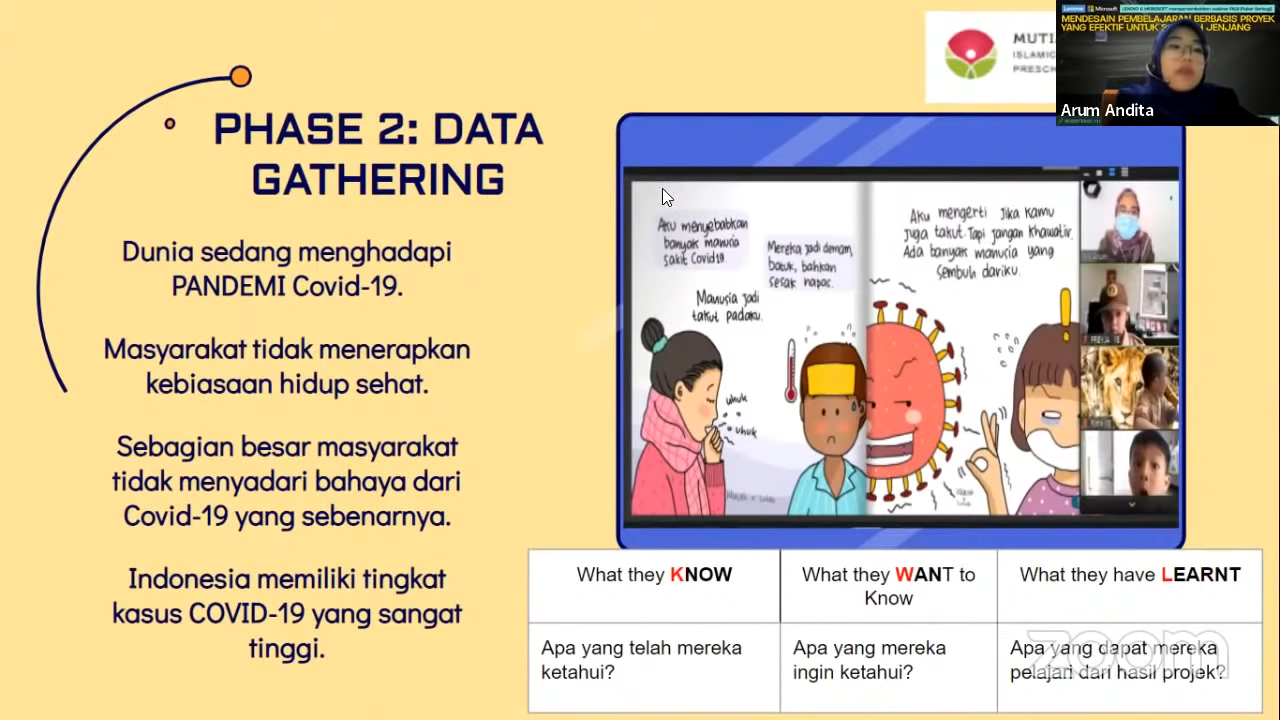 MUTI
ISLAMIC
PRESCH
Lenovo
Microsoft
MENDESAIN PEMBELAJARAN BERBASIS PROYEK
YANG EFEKTIF UNTUK JENJANG
Arum Andita
PHASE 2: DATA
GATHERING
Dunia sedang menghadapi
PANDEMI Covid-19.
Masyarakat tidak menerapkan
kebiasaan hidup sehat.
Sebagian besar masyarakat
tidak menyadari bahaya dari
Covid-19 yang sebenarnya.
Indonesia memiliki tingkat
kasus COVID-19 yang sangat
tinggi.
Aku menyebabkan
banyak manusia
sakit Covid19
Mereka jadi demam,
batuk, bahkan
sesak napas.
Manusia jadi
takut padaku.
uhuk
uhuk
Aku mengerti Jika kamu
juga takut. Tapi jangan khawatir.
Ada banyak manusia yang
sembuh dariku.
!
What they KNOW
What they WANT to
Know
What they have LEARNT
Apa yang telah mereka
ketahui?
Apa yang mereka
ingin ketahui?
Apa yang dapat mereka
pelajari dari hasil projek?
zoom